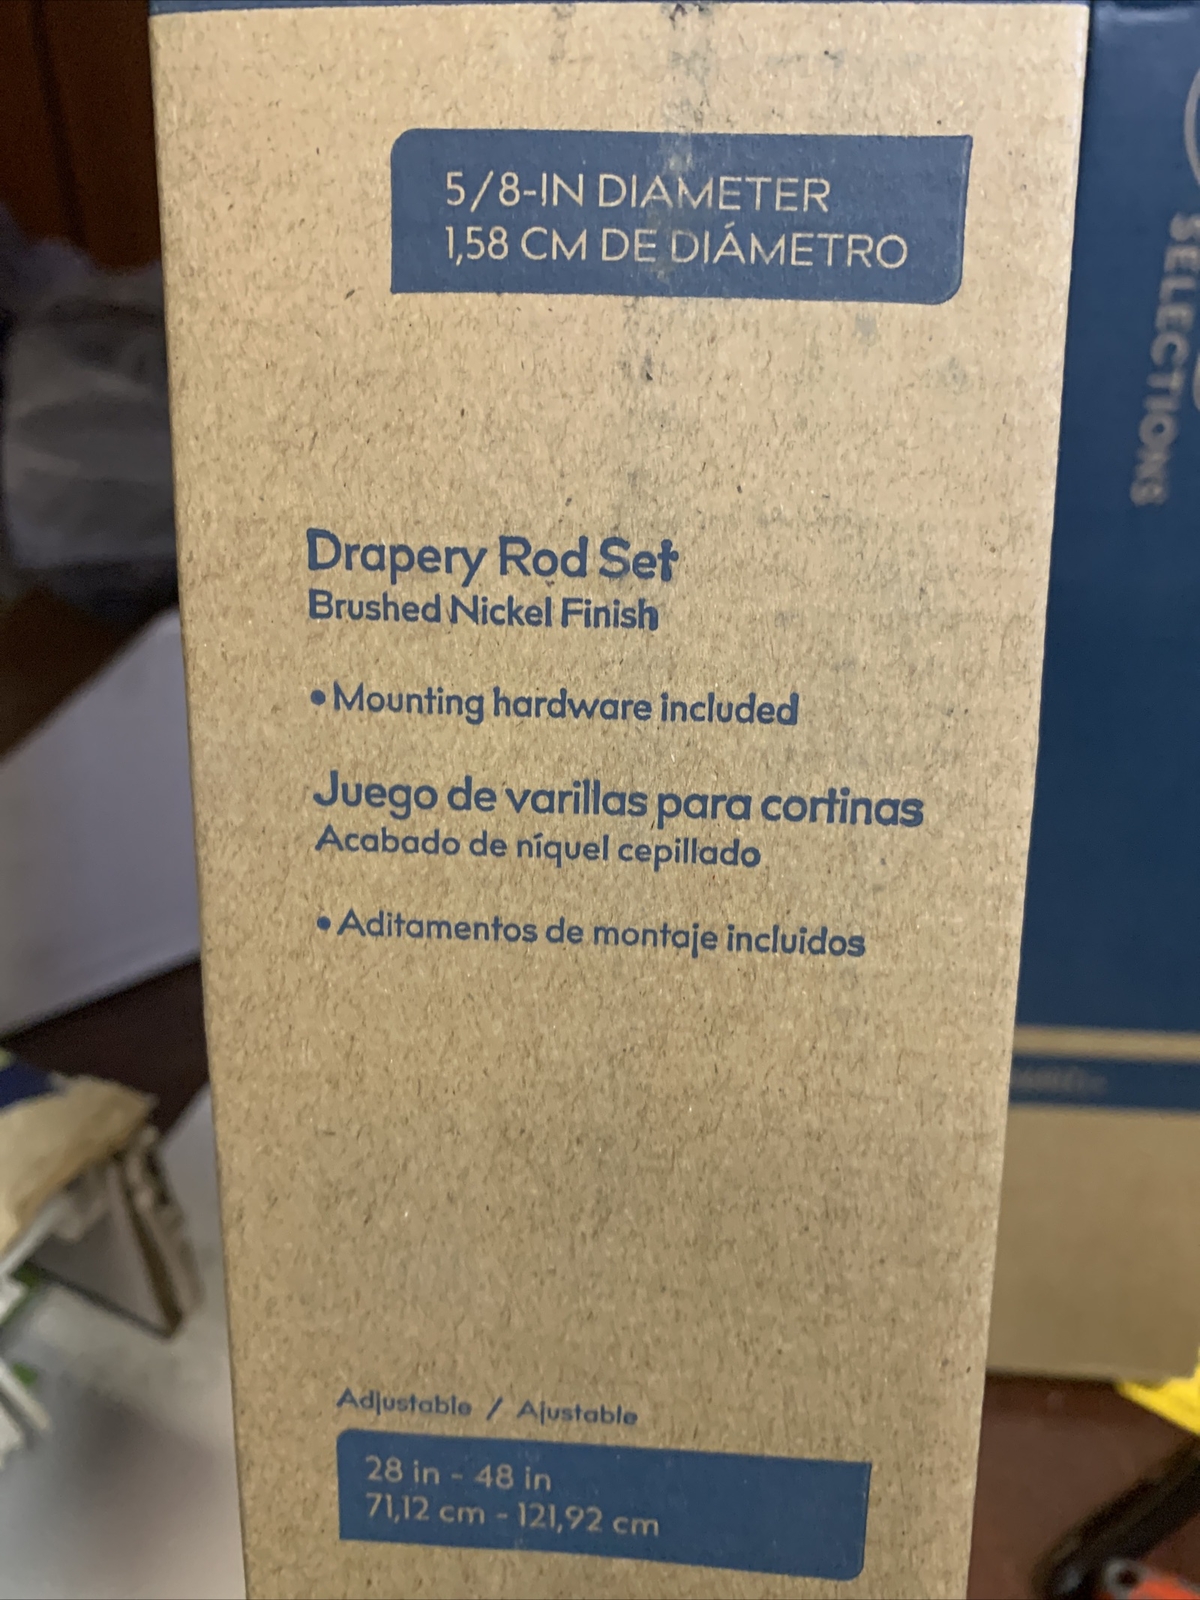 5/8-IN DIAMETER
1,58 CM DE DIÁMETRO
Drapery Rod Set
Brushed Nickel Finish
• Mounting hardware included
Juego de varillas para cortinas
Acabado de níquel cepillado
• Aditamentos de montaje incluidos
Adjustable / Ajustable
28 in - 48 in
71,12 cm - 121,92 cm
SELECTIONS